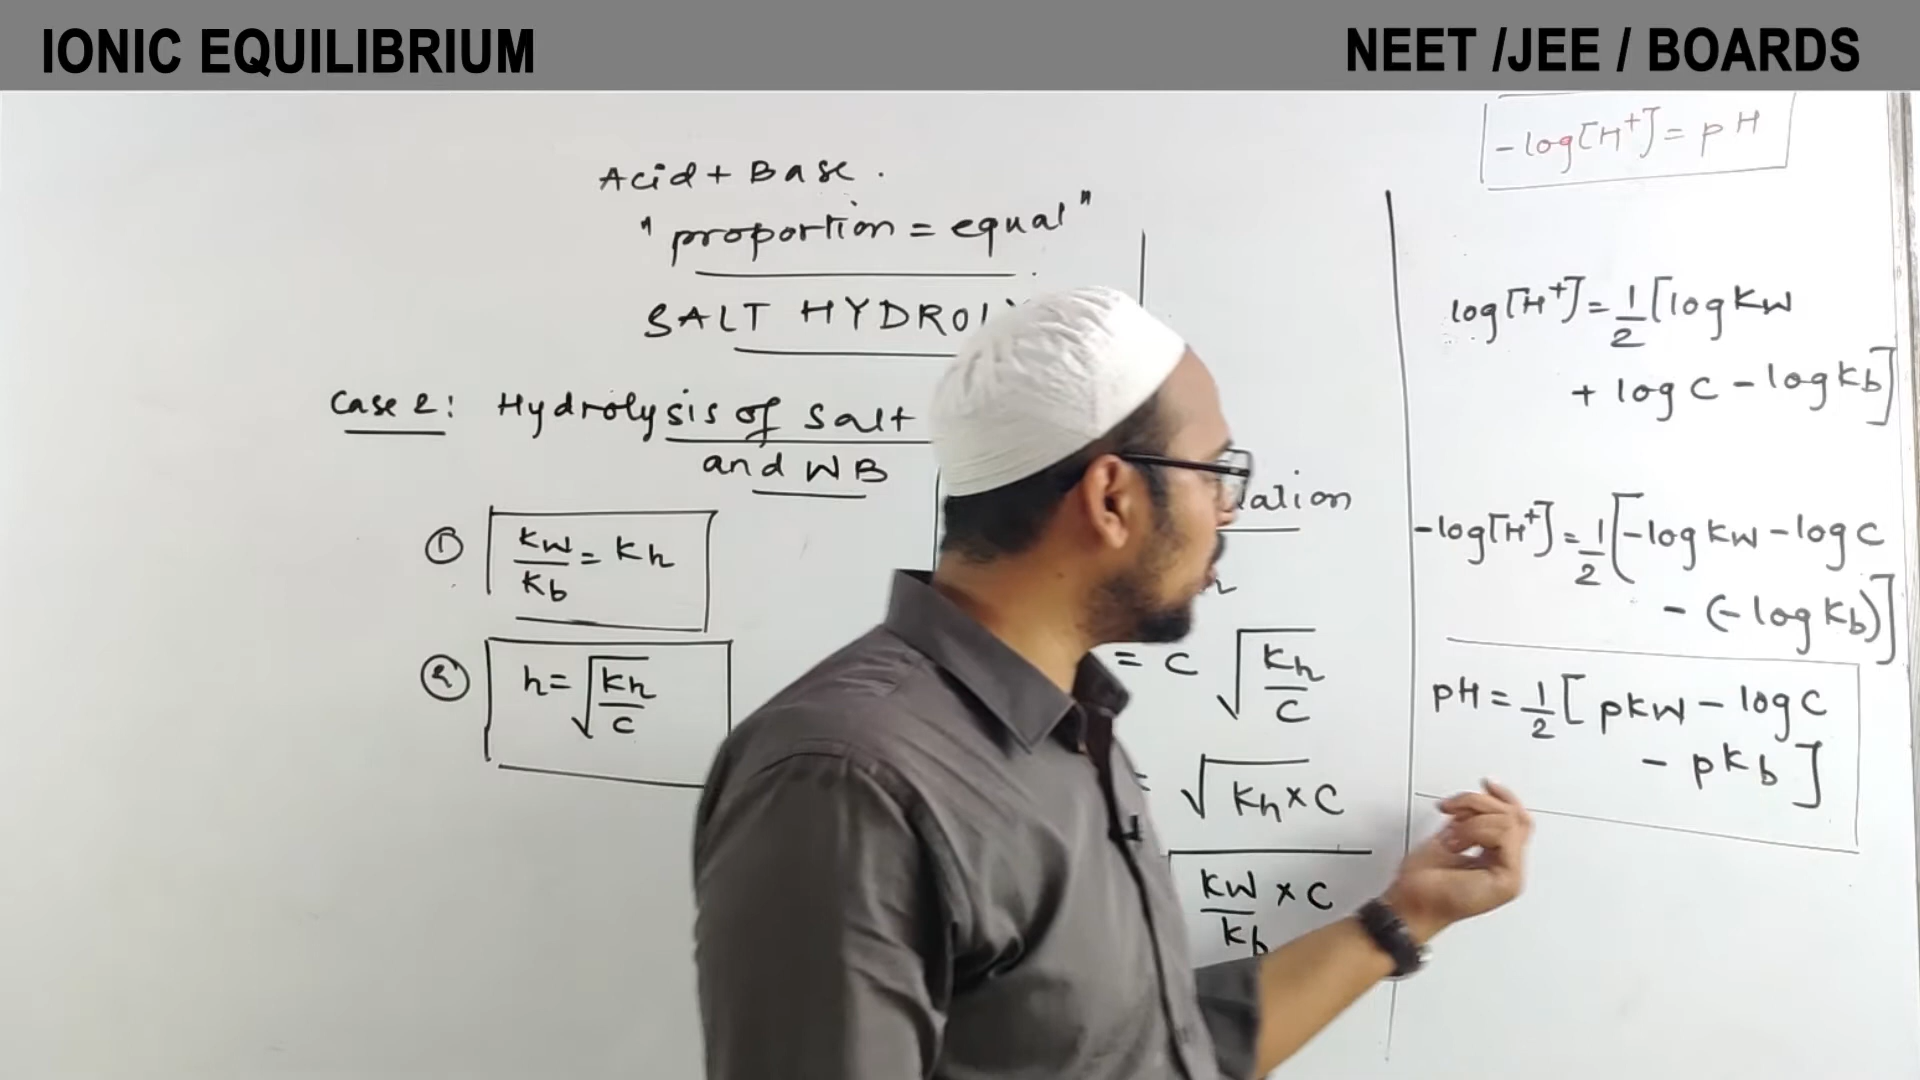 IONIC EQUILIBRIUM
NEET /JEE / BOARDS
-log[H⁺] = pH
Acid + Base.
"proportion = equal"
SALT HYDROLY
Case 2: Hydrolysis of salt
and WB
① Kw/Kb = Kh
② h = √(Kh/C)
= C √(Kh/C)
√Kh × C
Kw/Kb × C
log[H⁺] = 1/2 [log Kw
+ log C - log Kb]
-log[H⁺] = 1/2 [-log Kw - log C
- (-log Kb)]
pH = 1/2 [pKw - log C
- pKb]